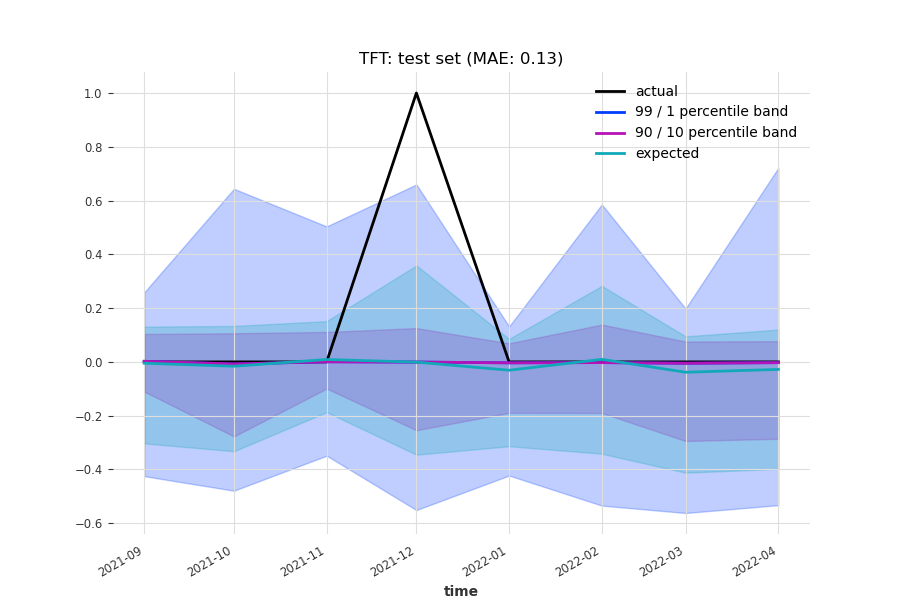 TFT: test set (MAE: 0.13)
actual
99 / 1 percentile band
90 / 10 percentile band
expected
1.0
0.8
0.6
0.4
0.2
0.0
−0.2
−0.4
−0.6
2021-09
2021-10
2021-11
2021-12
2022-01
2022-02
2022-03
2022-04
time